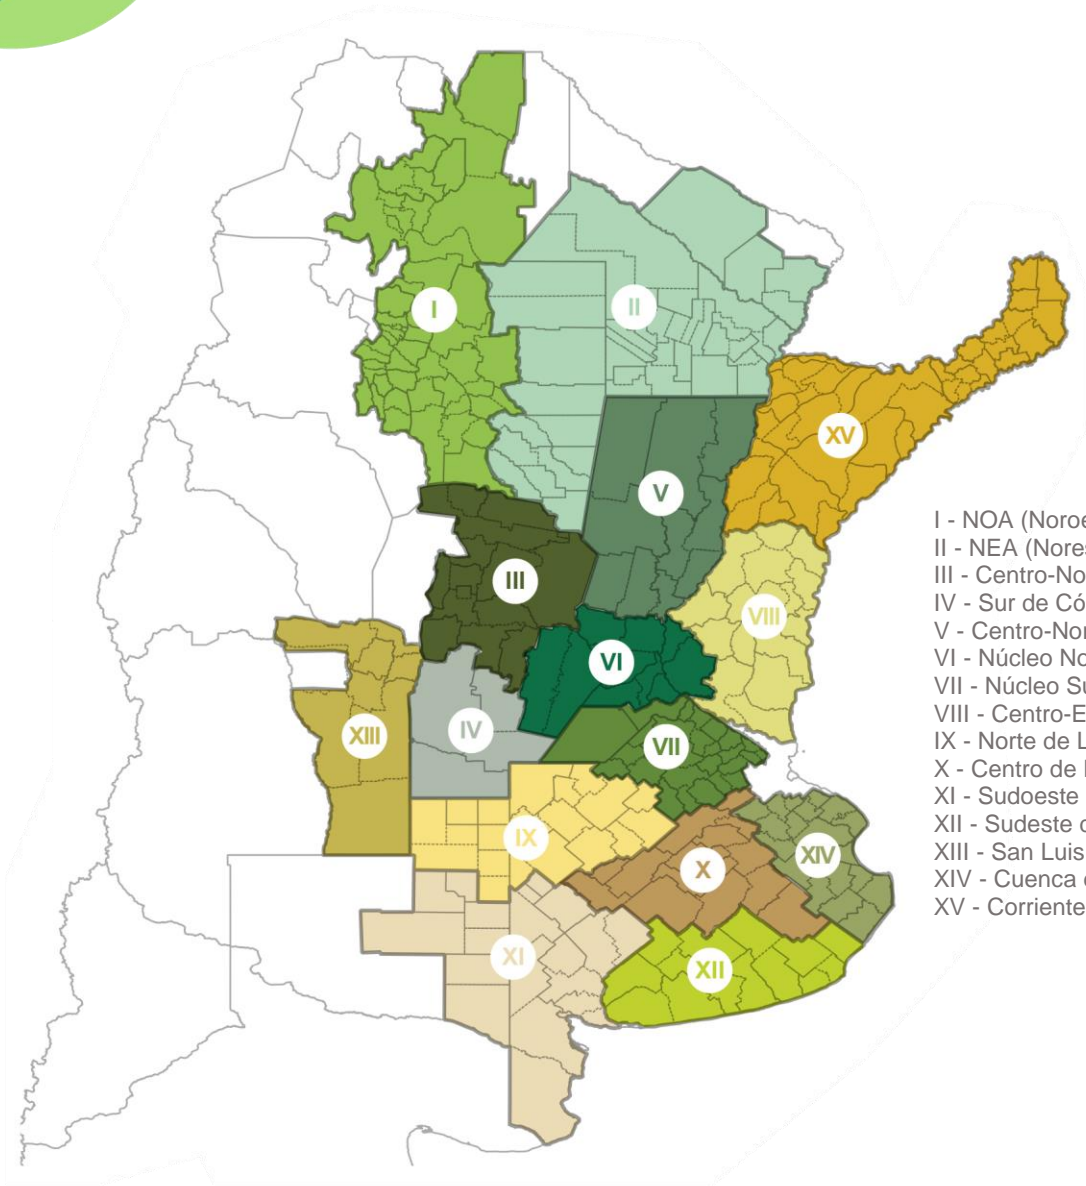 I
II
XV
V
III
VIII
VI
IV
XIII
VII
IX
XIV
X
XI
XII
I - NOA (Noroe
II - NEA (Nores
III - Centro-No
IV - Sur de Có
V - Centro-Nor
VI - Núcleo No
VII - Núcleo Su
VIII - Centro-E
IX - Norte de L
X - Centro de
XI - Sudoeste
XII - Sudeste
XIII - San Luis
XIV - Cuenca
XV - Corriente